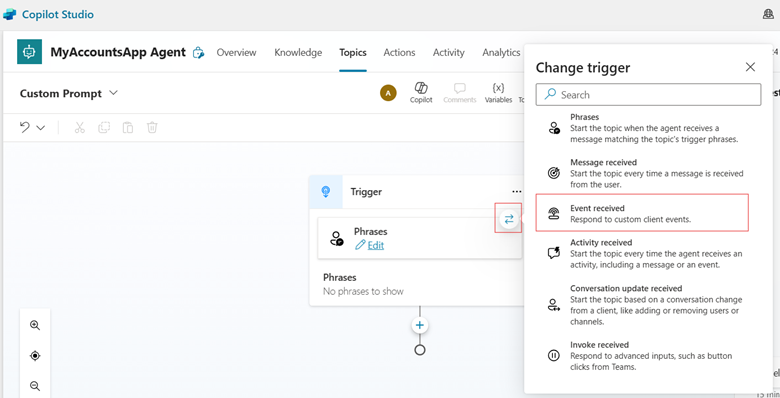 Copilot Studio
MyAccountsApp Agent
Overview
Knowledge
Topics
Actions
Activity
Analytics
24
Custom Prompt
A
Copilot
Comments
{x}
Variables
Change trigger
Search
Phrases
Start the topic when the agent receives a
message matching the topic's trigger phrases.
Message received
Start the topic every time a message is received
from the user.
Event received
Respond to custom client events.
Activity received
Start the topic every time the agent receives an
activity, including a message or an event.
Conversation update received
Start the topic based on a conversation change
from a client, like adding or removing users or
channels.
Invoke received
Respond to advanced inputs, such as button
clicks from Teams.
Trigger
Phrases
Edit
Phrases
No phrases to show